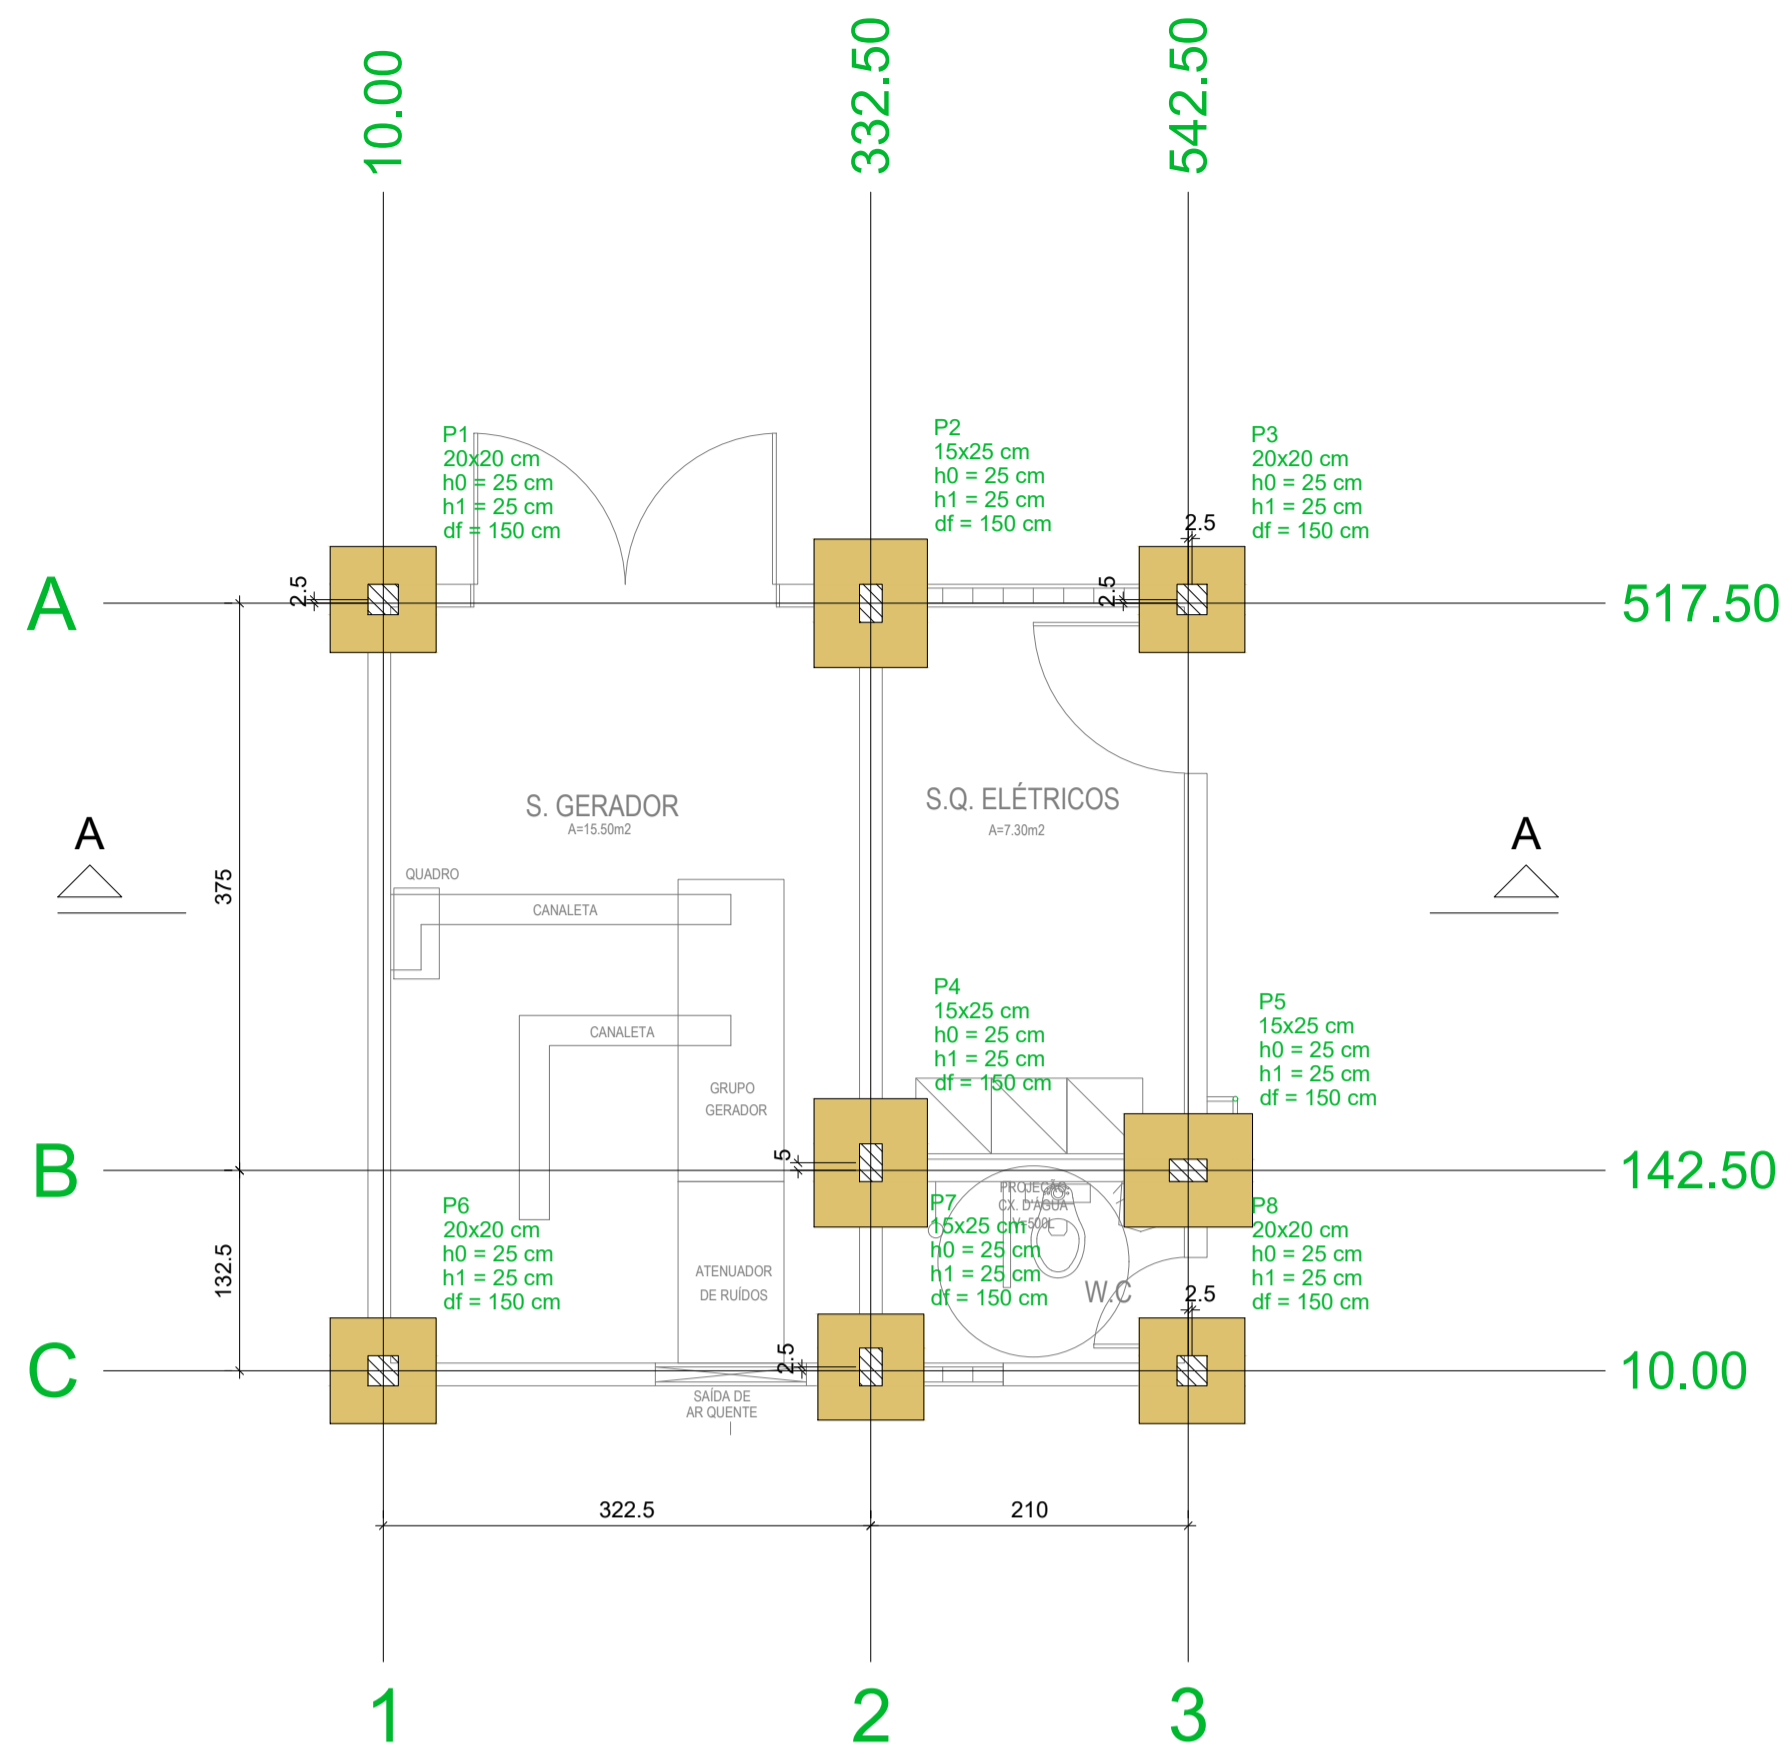 10.00
332.50
542.50
P1
20x20 cm
h0 = 25 cm
h1 = 25 cm
df = 150 cm
P2
15x25 cm
h0 = 25 cm
h1 = 25 cm
df = 150 cm
P3
20x20 cm
h0 = 25 cm
h1 = 25 cm
df = 150 cm
2.5
2.5
2.5
A
517.50
S. GERADOR
A=15.50m2
S.Q. ELÉTRICOS
A=7.30m2
A
A
375
QUADRO
CANALETA
CANALETA
GRUPO
GERADOR
P4
15x25 cm
h0 = 25 cm
h1 = 25 cm
df = 150 cm
P5
15x25 cm
h0 = 25 cm
h1 = 25 cm
df = 150 cm
5
B
142.50
PROJEÇÃO
CX. D'ÁGUA
V=500L
P6
20x20 cm
h0 = 25 cm
h1 = 25 cm
df = 150 cm
P7
15x25 cm
h0 = 25 cm
h1 = 25 cm
df = 150 cm
P8
20x20 cm
h0 = 25 cm
h1 = 25 cm
df = 150 cm
132.5
ATENUADOR
DE RUÍDOS
W.C
2.5
2.5
C
10.00
SAÍDA DE
AR QUENTE
322.5
210
1
2
3